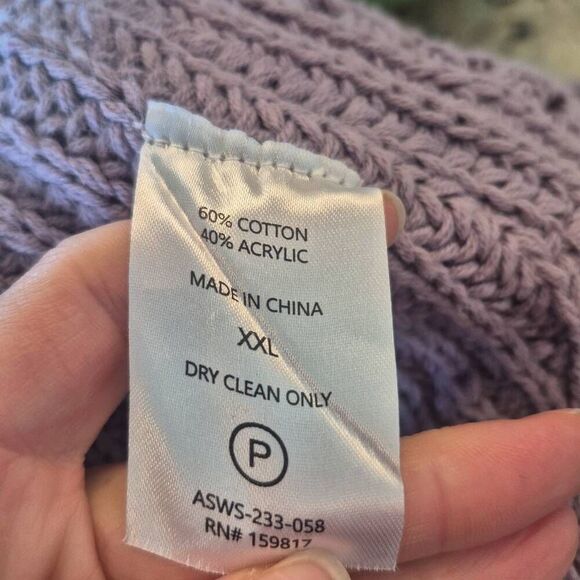 60% COTTON
40% ACRYLIC
MADE IN CHINA
XXL
DRY CLEAN ONLY
P
ASWS-233-058
RN# 159817